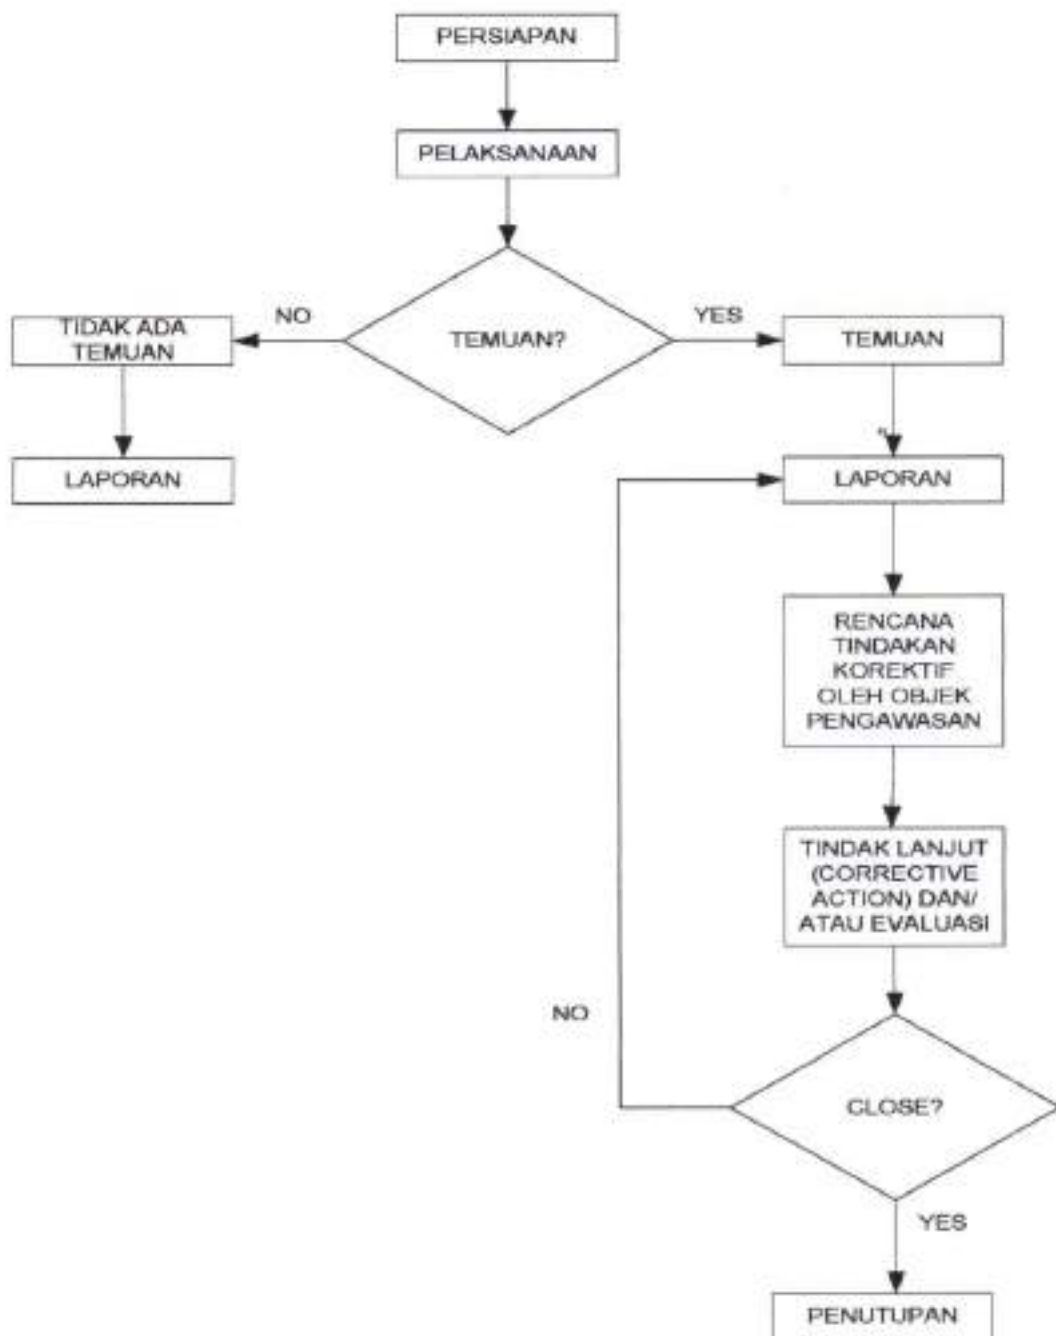 PERSIAPAN
PELAKSANAAN
TEMUAN?
NO
YES
TIDAK ADA
TEMUAN
TEMUAN
LAPORAN
LAPORAN
RENCANA
TINDAKAN
KOREKTIF
OLEH OBJEK
PENGAWASAN
TINDAK LANJUT
(CORRECTIVE
ACTION) DAN/
ATAU EVALUASI
NO
CLOSE?
YES
PENUTUPAN